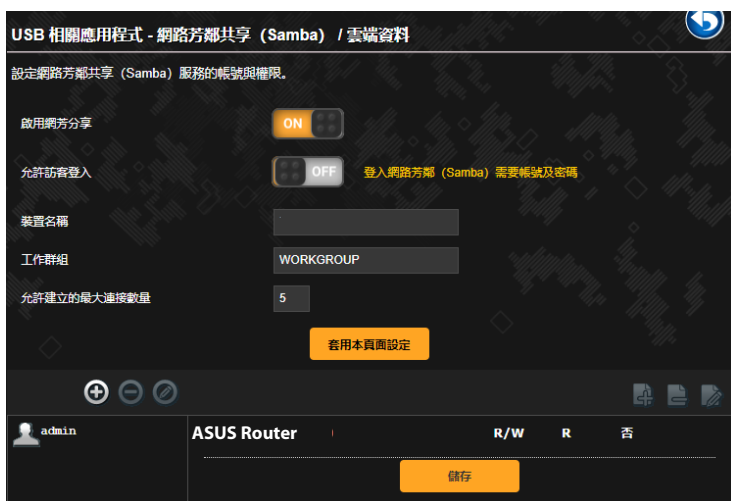 USB 相關應用程式 - 網路芳鄰共享（Samba）/ 雲端資料
設定網路芳鄰共享（Samba）服務的帳號與權限。
啟用網芳分享 ON
允許訪客登入 OFF 登入網路芳鄰（Samba）需要帳號及密碼
裝置名稱
工作群組 WORKGROUP
允許建立的最大連接數量 5
套用本頁面設定
admin ASUS Router R/W R 否
儲存